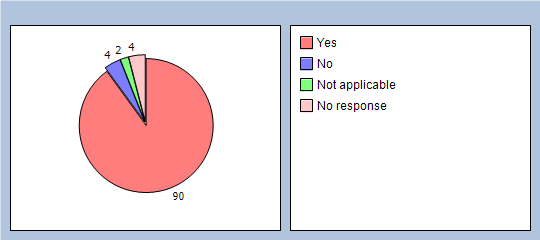 4 2 4
90
Yes
No
Not applicable
No response